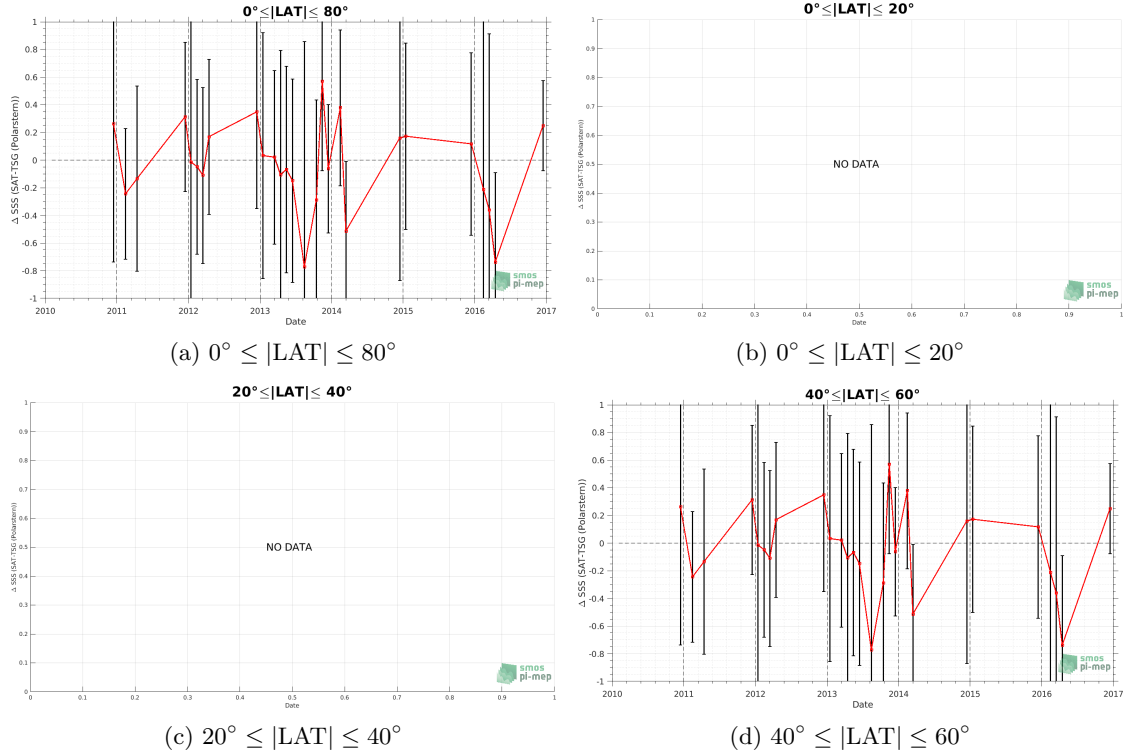 0°≤|LAT|≤ 80°
Δ SSS (SAT-TSG (Polarstern))
1
0.8
0.6
0.4
0.2
0
-0.2
-0.4
-0.6
-0.8
-1
2010 2011 2012 2013 2014 2015 2016 2017
Date
smos
pi-mep
(a) 0° ≤ |LAT| ≤ 80°
0°≤|LAT|≤ 20°
Δ SSS (SAT-TSG (Polarstern))
1
0.9
0.8
0.7
0.6
0.5
0.4
0.3
0.2
0.1
0
NO DATA
0 0.1 0.2 0.3 0.4 0.5 0.6 0.7 0.8 0.9 1
Date
smos
pi-mep
(b) 0° ≤ |LAT| ≤ 20°
20°≤|LAT|≤ 40°
Δ SSS (SAT-TSG (Polarstern))
1
0.9
0.8
0.7
0.6
0.5
0.4
0.3
0.2
0.1
0
NO DATA
0 0.1 0.2 0.3 0.4 0.5 0.6 0.7 0.8 0.9 1
Date
smos
pi-mep
(c) 20° ≤ |LAT| ≤ 40°
40°≤|LAT|≤ 60°
Δ SSS (SAT-TSG (Polarstern))
1
0.8
0.6
0.4
0.2
0
-0.2
-0.4
-0.6
-0.8
-1
2010 2011 2012 2013 2014 2015 2016 2017
Date
smos
pi-mep
(d) 40° ≤ |LAT| ≤ 60°